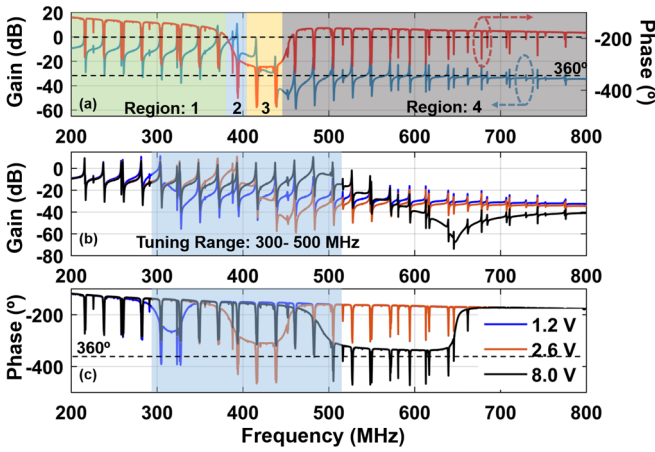 Gain (dB)
20
0
-20
-40
-60
(a)
Region: 1
2
3
Region: 4
360º
-200
-400
Phase (º)
200 300 400 500 600 700 800
Gain (dB)
0
-20
-40
-60
-80
(b)
Tuning Range: 300- 500 MHz
200 300 400 500 600 700 800
Phase (º)
-200
-400
360º
(c)
1.2 V
2.6 V
8.0 V
200 300 400 500 600 700 800
Frequency (MHz)